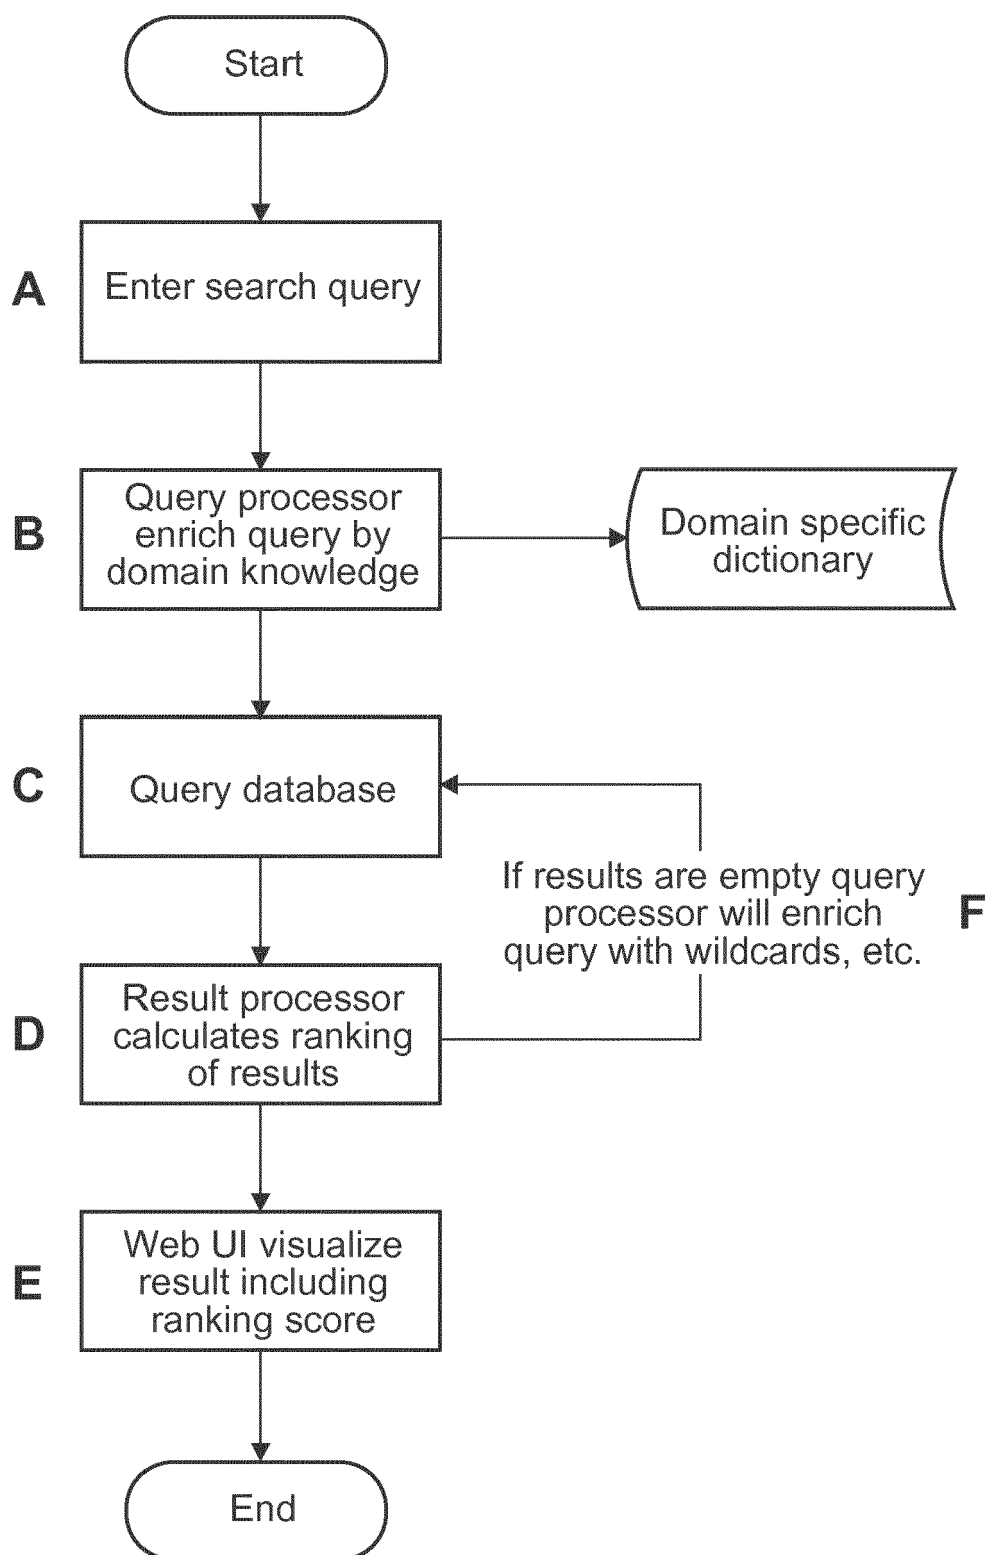 Start
A
Enter search query
B
Query processor
enrich query by
domain knowledge
Domain specific
dictionary
C
Query database
If results are empty query
processor will enrich
query with wildcards, etc.
F
D
Result processor
calculates ranking
of results
E
Web UI visualize
result including
ranking score
End